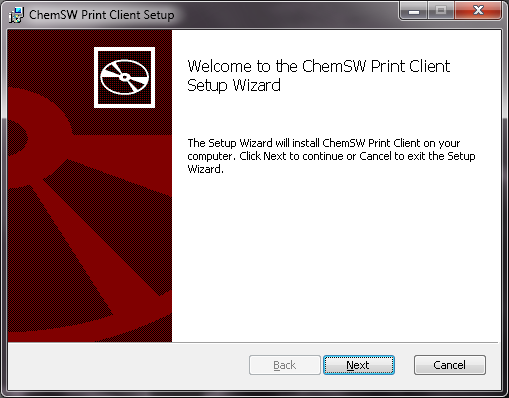 ChemSW Print Client Setup
Welcome to the ChemSW Print Client
Setup Wizard
The Setup Wizard will install ChemSW Print Client on your
computer. Click Next to continue or Cancel to exit the Setup
Wizard.
Back
Next
Cancel